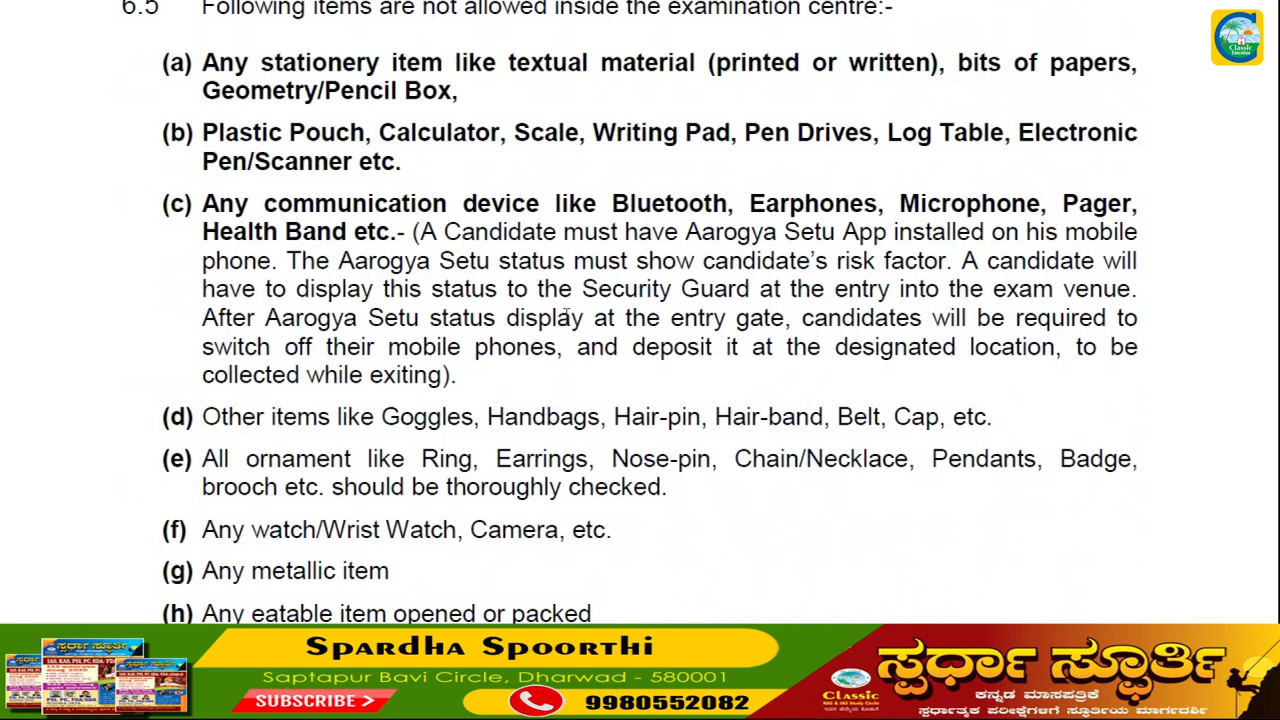 6.5 Following items are not allowed inside the examination centre:-
(a) Any stationery item like textual material (printed or written), bits of papers,
Geometry/Pencil Box,
(b) Plastic Pouch, Calculator, Scale, Writing Pad, Pen Drives, Log Table, Electronic
Pen/Scanner etc.
(c) Any communication device like Bluetooth, Earphones, Microphone, Pager,
Health Band etc.- (A Candidate must have Aarogya Setu App installed on his mobile
phone. The Aarogya Setu status must show candidate's risk factor. A candidate will
have to display this status to the Security Guard at the entry into the exam venue.
After Aarogya Setu status display at the entry gate, candidates will be required to
switch off their mobile phones, and deposit it at the designated location, to be
collected while exiting).
(d) Other items like Goggles, Handbags, Hair-pin, Hair-band, Belt, Cap, etc.
(e) All ornament like Ring, Earrings, Nose-pin, Chain/Necklace, Pendants, Badge,
brooch etc. should be thoroughly checked.
(f) Any watch/Wrist Watch, Camera, etc.
(g) Any metallic item
(h) Any eatable item opened or packed
Classic
Education
ಸ್ಪರ್ಧಾ ಸ್ಫೂರ್ತಿ
Spardha Spoorthi
Saptapur Bavi Circle, Dharwad - 580001
SUBSCRIBE >
9980552082
CLASSIC
ಸ್ಪರ್ಧಾ ಸ್ಫೂರ್ತಿ
ಕನ್ನಡ ಮಾಸಪತ್ರಿಕೆ
ಸ್ಪರ್ಧಾತ್ಮಕ ಪರೀಕ್ಷೆಗಳಿಗೆ ಸ್ಫೂರ್ತಿಯ ಮಾರ್ಗದರ್ಶಿ